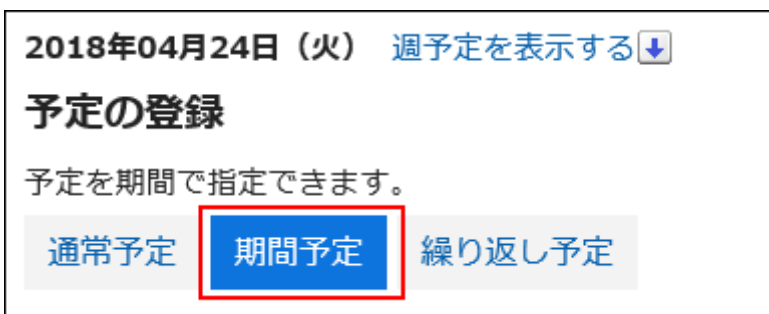 2018年04月24日（火） 週予定を表示する
予定の登録
予定を期間で指定できます。
通常予定 期間予定 繰り返し予定